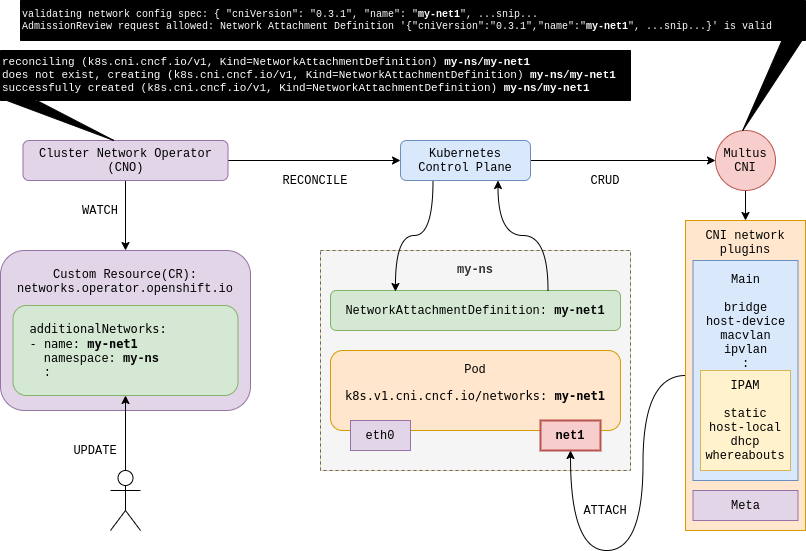 validating network config spec: { "cniVersion": "0.3.1", "name": "my-net1", ...snip...
AdmissionReview request allowed: Network Attachment Definition '{"cniVersion":"0.3.1","name":"my-net1", ...snip...}' is valid
reconciling (k8s.cni.cncf.io/v1, Kind=NetworkAttachmentDefinition) my-ns/my-net1
does not exist, creating (k8s.cni.cncf.io/v1, Kind=NetworkAttachmentDefinition) my-ns/my-net1
successfully created (k8s.cni.cncf.io/v1, Kind=NetworkAttachmentDefinition) my-ns/my-net1
Cluster Network Operator
(CNO)
RECONCILE
Kubernetes
Control Plane
CRUD
Multus
CNI
WATCH
Custom Resource(CR):
networks.operator.openshift.io
additionalNetworks:
- name: my-net1
namespace: my-ns
:
UPDATE
my-ns
NetworkAttachmentDefinition: my-net1
Pod
k8s.v1.cni.cncf.io/networks: my-net1
eth0
net1
ATTACH
CNI network
plugins
Main
bridge
host-device
macvlan
ipvlan
:
IPAM
static
host-local
dhcp
whereabouts
Meta